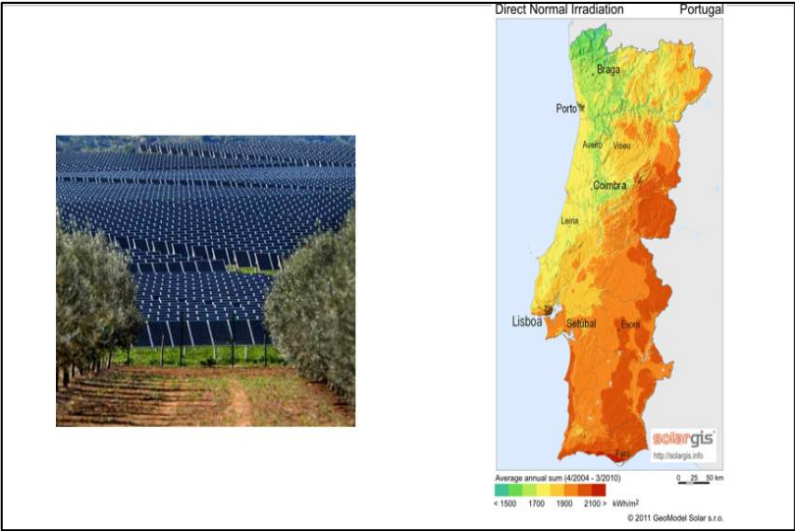 Direct Normal Irradiation Portugal
Braga
Porto
Aveiro Viseu
Coimbra
Leiria
Lisboa Setúbal Évora
solargis
http://solargis.info
Faro
Average annual sum (4/2004 - 3/2010) 0 25 50 km
< 1500 1700 1900 2100 > kWh/m²
© 2011 GeoModel Solar s.r.o.